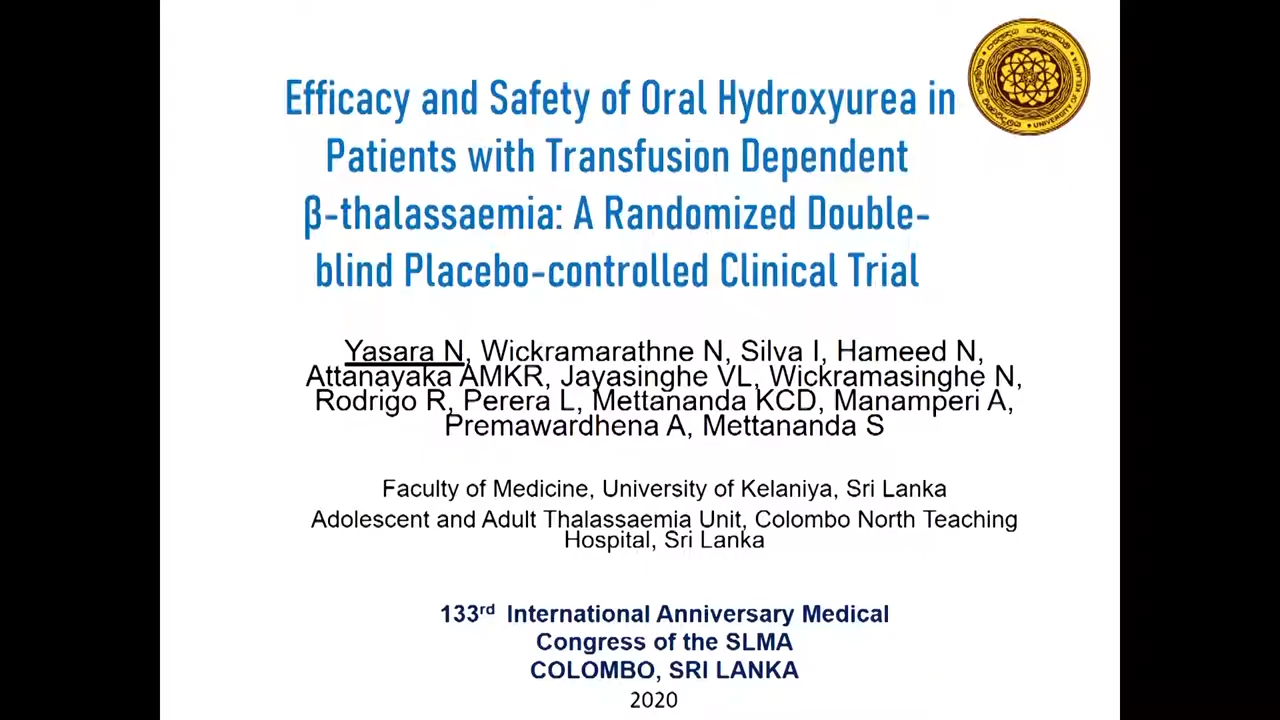 Efficacy and Safety of Oral Hydroxyurea in
Patients with Transfusion Dependent
β-thalassaemia: A Randomized Double-
blind Placebo-controlled Clinical Trial
UNIVERSITY OF KELANIYA
Yasara N, Wickramarathne N, Silva I, Hameed N,
Attanayaka AMKR, Jayasinghe VL, Wickramasinghe N,
Rodrigo R, Perera L, Mettananda KCD, Manamperi A,
Premawardhena A, Mettananda S
Faculty of Medicine, University of Kelaniya, Sri Lanka
Adolescent and Adult Thalassaemia Unit, Colombo North Teaching
Hospital, Sri Lanka
133rd International Anniversary Medical
Congress of the SLMA
COLOMBO, SRI LANKA
2020